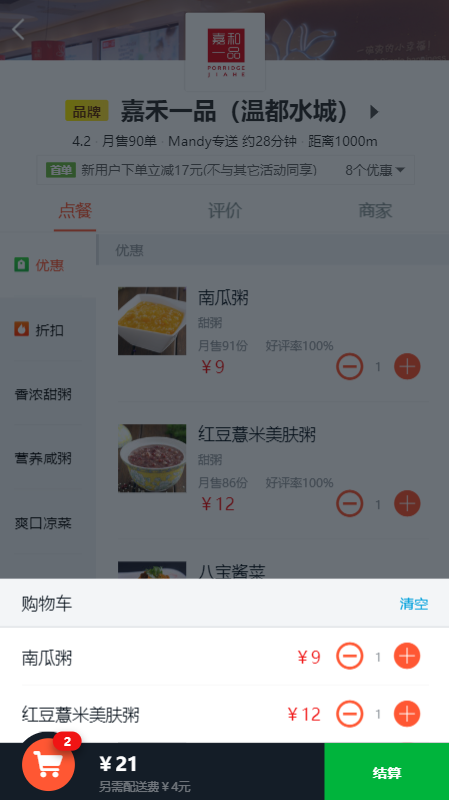 嘉和
一品
PORRIDGE
JIAHE
品牌 嘉禾一品（温都水城）
4.2 · 月售90单 · Mandy专送 约28分钟 · 距离1000m
首单 新用户下单立减17元(不与其它活动同享) 8个优惠
点餐 评价 商家
优惠
折扣
香浓甜粥
营养咸粥
爽口凉菜
优惠
南瓜粥
甜粥
月售91份 好评率100%
￥9 1
红豆薏米美肤粥
甜粥
月售86份 好评率100%
￥12 1
八宝酱菜
购物车 清空
南瓜粥 ￥9 1
红豆薏米美肤粥 ￥12 1
2
￥21
另需配送费￥4元
结算